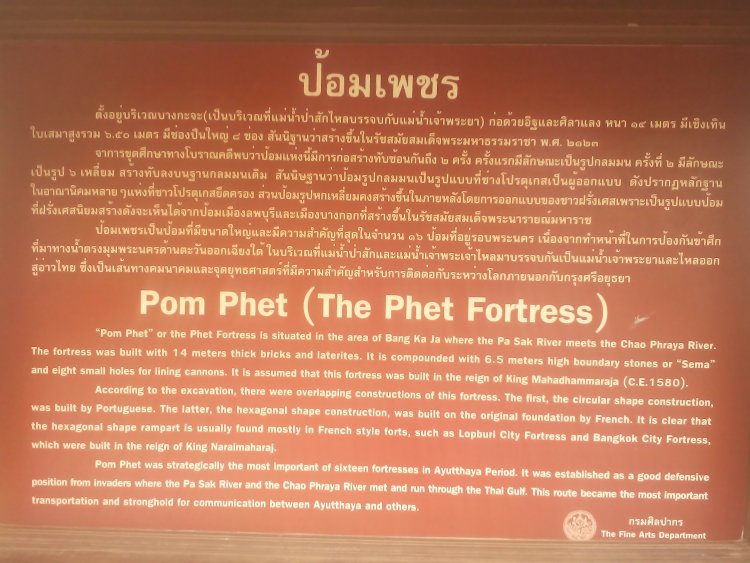 ป้อมเพชร
ตั้งอยู่บริเวณบางกะจะ(เป็นบริเวณที่แม่น้ำป่าสักไหลบรรจบกับแม่น้ำเจ้าพระยา) ก่อด้วยอิฐและศิลาแลง หนา ๑๔ เมตร มีเชิงเทิน
ใบเสมาสูงรวม ๖.๕๐ เมตร มีช่องปืนใหญ่ ๘ ช่อง สันนิฐานว่าสร้างขึ้นในรัชสมัยสมเด็จพระมหาธรรมราชา พ.ศ. ๒๑๒๓
จากการขุดศึกษาทางโบราณคดีพบว่าป้อมแห่งนี้มีการก่อสร้างทับซ้อนกันถึง ๒ ครั้ง ครั้งแรกมีลักษณะเป็นรูปกลมมน ครั้งที่ ๒ มีลักษณะ
เป็นรูป ๖ เหลี่ยม สร้างทับลงบนฐานกลมมนเดิม สันนิษฐานว่าป้อมรูปกลมมนเป็นรูปแบบที่ช่างโปรตุเกสเป็นผู้ออกแบบ ดังปรากฏหลักฐาน
ในอาณานิคมหลายๆแห่งที่ชาวโปรตุเกสยึดครอง ส่วนป้อมรูปหกเหลี่ยมคงสร้างขึ้นในภายหลังโดยการออกแบบของชาวฝรั่งเศสเพราะเป็นรูปแบบป้อม
ที่ฝรั่งเศสนิยมสร้างดังจะเห็นได้จากป้อมเมืองลพบุรีและเมืองบางกอกที่สร้างขึ้นในรัชสมัยสมเด็จพระนารายณ์มหาราช
ป้อมเพชรเป็นป้อมที่มีขนาดใหญ่และมีความสำคัญที่สุดในจำนวน ๑๖ ป้อมที่อยู่รอบพระนคร เนื่องจากทำหน้าที่ในการป้องกันข้าศึก
ที่มาทางน้ำตรงมุมพระนครด้านตะวันออกเฉียงใต้ ในบริเวณที่แม่น้ำป่าสักและแม่น้ำเจ้าพระเจ้าไหลมาบรรจบกันเป็นแม่น้ำเจ้าพระยาและไหลออก
สู่อ่าวไทย ซึ่งเป็นเส้นทางคมนาคมและจุดยุทธศาสตร์ที่มีความสำคัญสำหรับการติดต่อกับระหว่างโลกภายนอกกับกรุงศรีอยุธยา
Pom Phet (The Phet Fortress)
"Pom Phet" or the Phet Fortress is situated in the area of Bang Ka Ja where the Pa Sak River meets the Chao Phraya River.
The fortress was built with 14 meters thick bricks and laterites. It is compounded with 6.5 meters high boundary stones or "Sema"
and eight small holes for lining cannons. It is assumed that this fortress was built in the reign of King Mahadhammaraja (C.E.1580).
According to the excavation, there were overlapping constructions of this fortress. The first, the circular shape construction,
was built by Portuguese. The latter, the hexagonal shape construction, was built on the original foundation by French. It is clear that
the hexagonal shape rampart is usually found mostly in French style forts, such as Lopburi City Fortress and Bangkok City Fortress,
which were built in the reign of King Naraimaharaj.
Pom Phet was strategically the most important of sixteen fortresses in Ayutthaya Period. It was established as a good defensive
position from invaders where the Pa Sak River and the Chao Phraya River met and run through the Thai Gulf. This route became the most important
transportation and stronghold for communication between Ayutthaya and others.
กรมศิลปากร
The Fine Arts Department